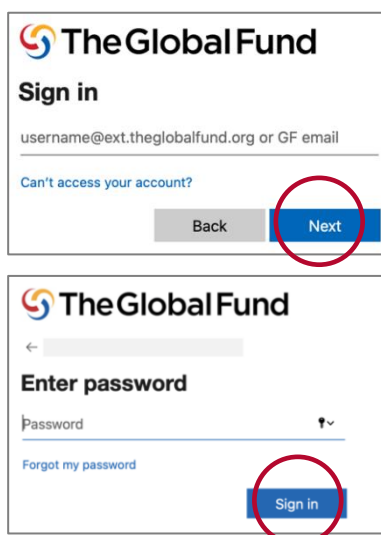 The Global Fund
Sign in
username@ext.theglobalfund.org or GF email
Can't access your account?
Back Next
The Global Fund
Enter password
Password
Forgot my password
Sign in